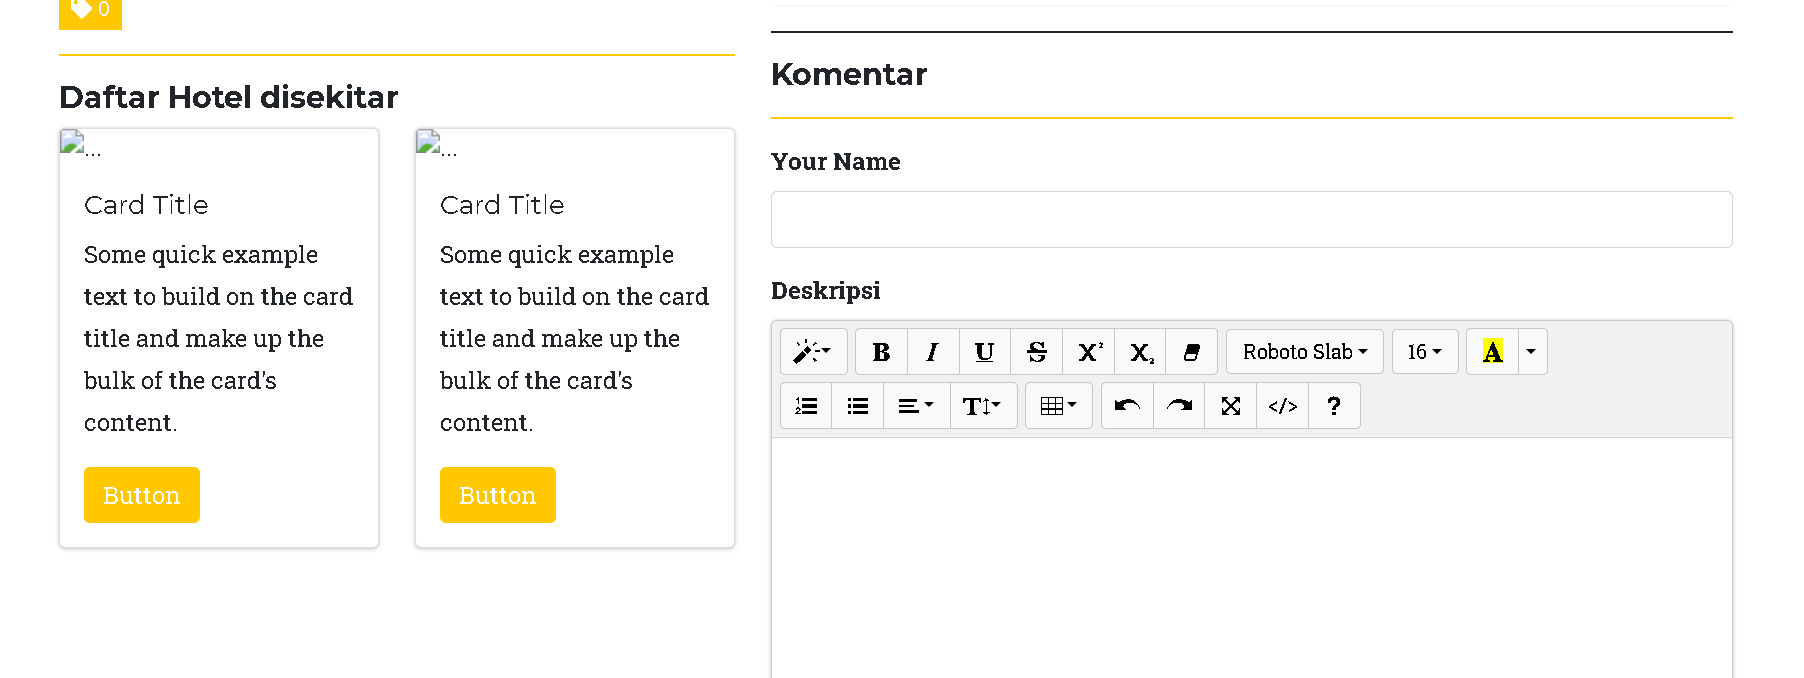 0
Daftar Hotel disekitar
...
Card Title
Some quick example
text to build on the card
title and make up the
bulk of the card's
content.
Button
...
Card Title
Some quick example
text to build on the card
title and make up the
bulk of the card's
content.
Button
Komentar
Your Name
Deskripsi
B I U S X² X₂ Roboto Slab 16 A
T </> ?